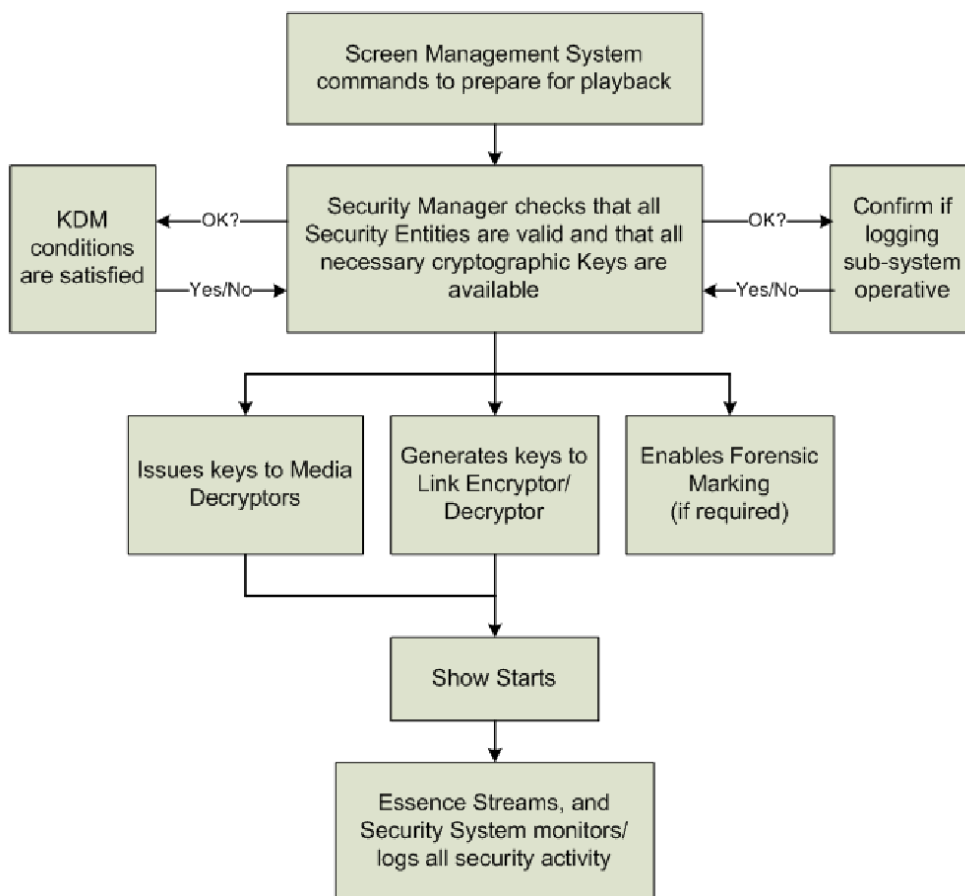 Screen Management System
commands to prepare for playback
KDM
conditions
are satisfied
OK?
Yes/No
Security Manager checks that all
Security Entities are valid and that all
necessary cryptographic Keys are
available
OK?
Yes/No
Confirm if
logging
sub-system
operative
Issues keys to Media
Decryptors
Generates keys to
Link Encryptor/
Decryptor
Enables Forensic
Marking
(if required)
Show Starts
Essence Streams, and
Security System monitors/
logs all security activity